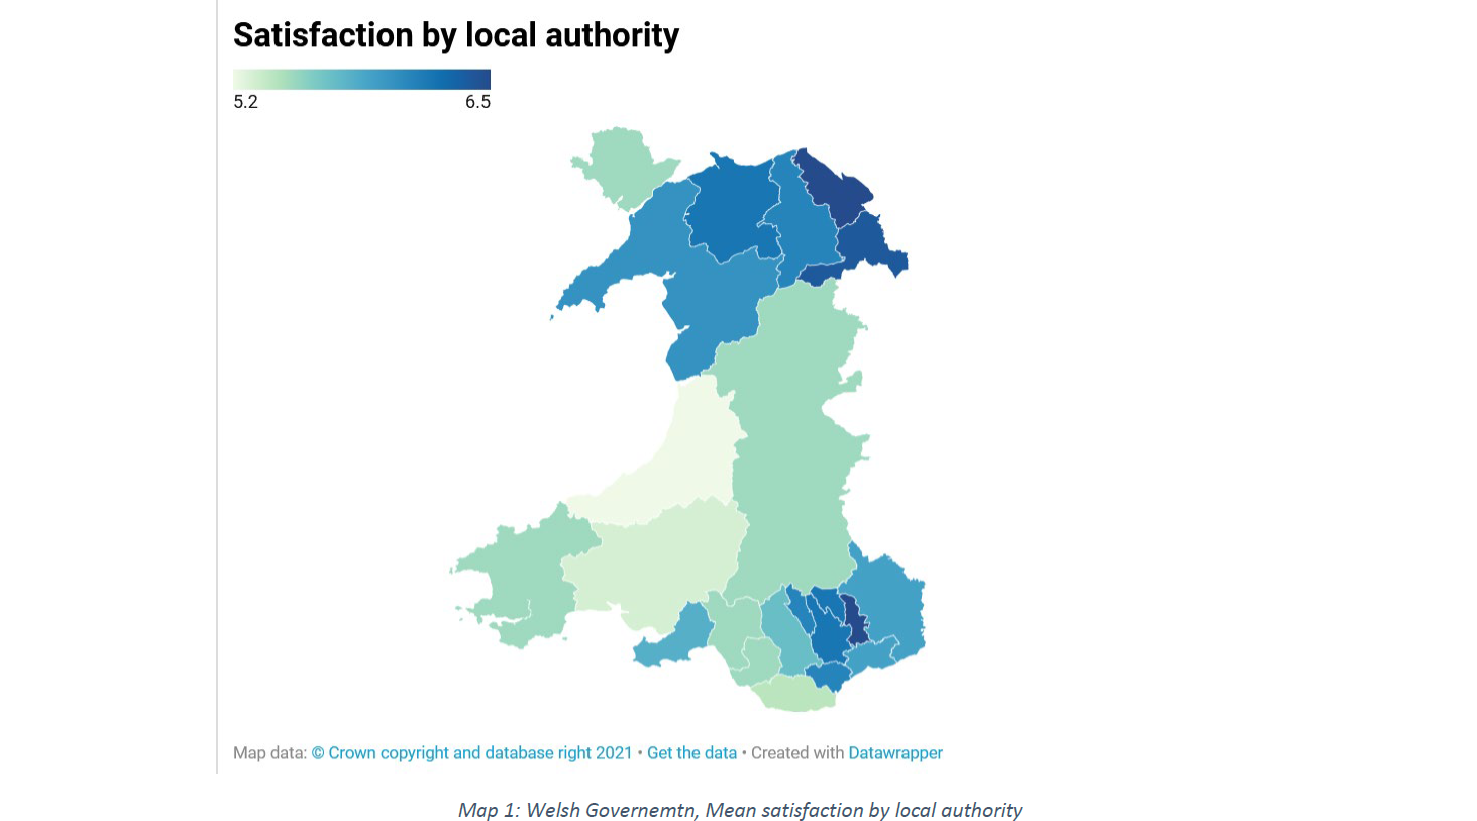 Satisfaction by local authority
5.2 6.5
Map data: © Crown copyright and database right 2021 • Get the data • Created with Datawrapper
Map 1: Welsh Governemtn, Mean satisfaction by local authority